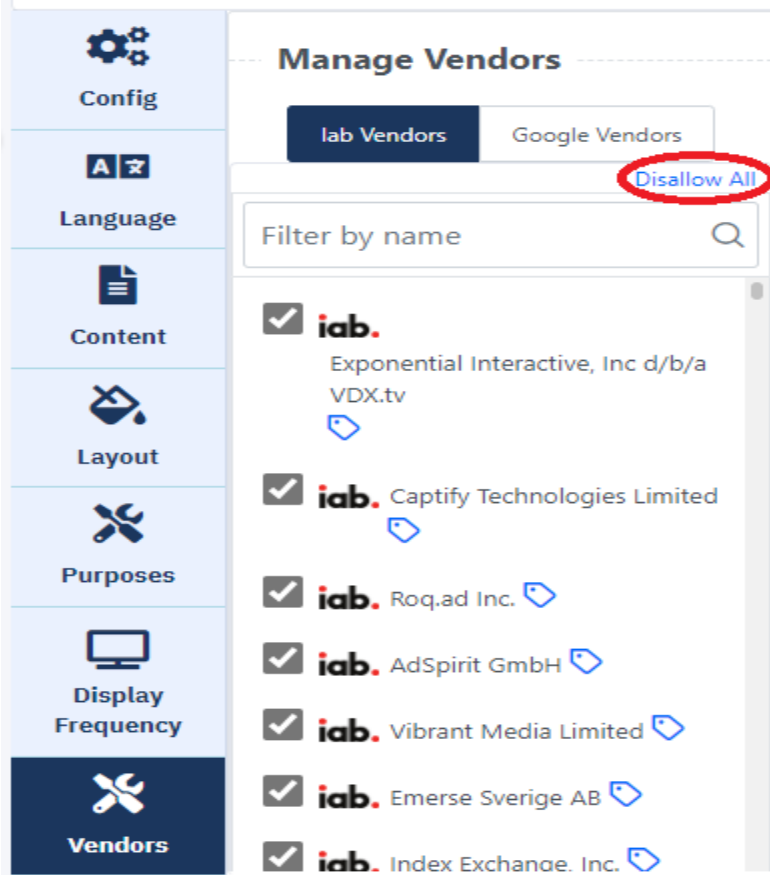 Config
Language
Content
Layout
Purposes
Display
Frequency
Vendors
Manage Vendors
Iab Vendors
Google Vendors
Disallow All
Filter by name
iab.
Exponential Interactive, Inc d/b/a
VDX.tv
iab. Captify Technologies Limited
iab. Roq.ad Inc.
iab. AdSpirit GmbH
iab. Vibrant Media Limited
iab. Emerse Sverige AB
iab. Index Exchange, Inc.